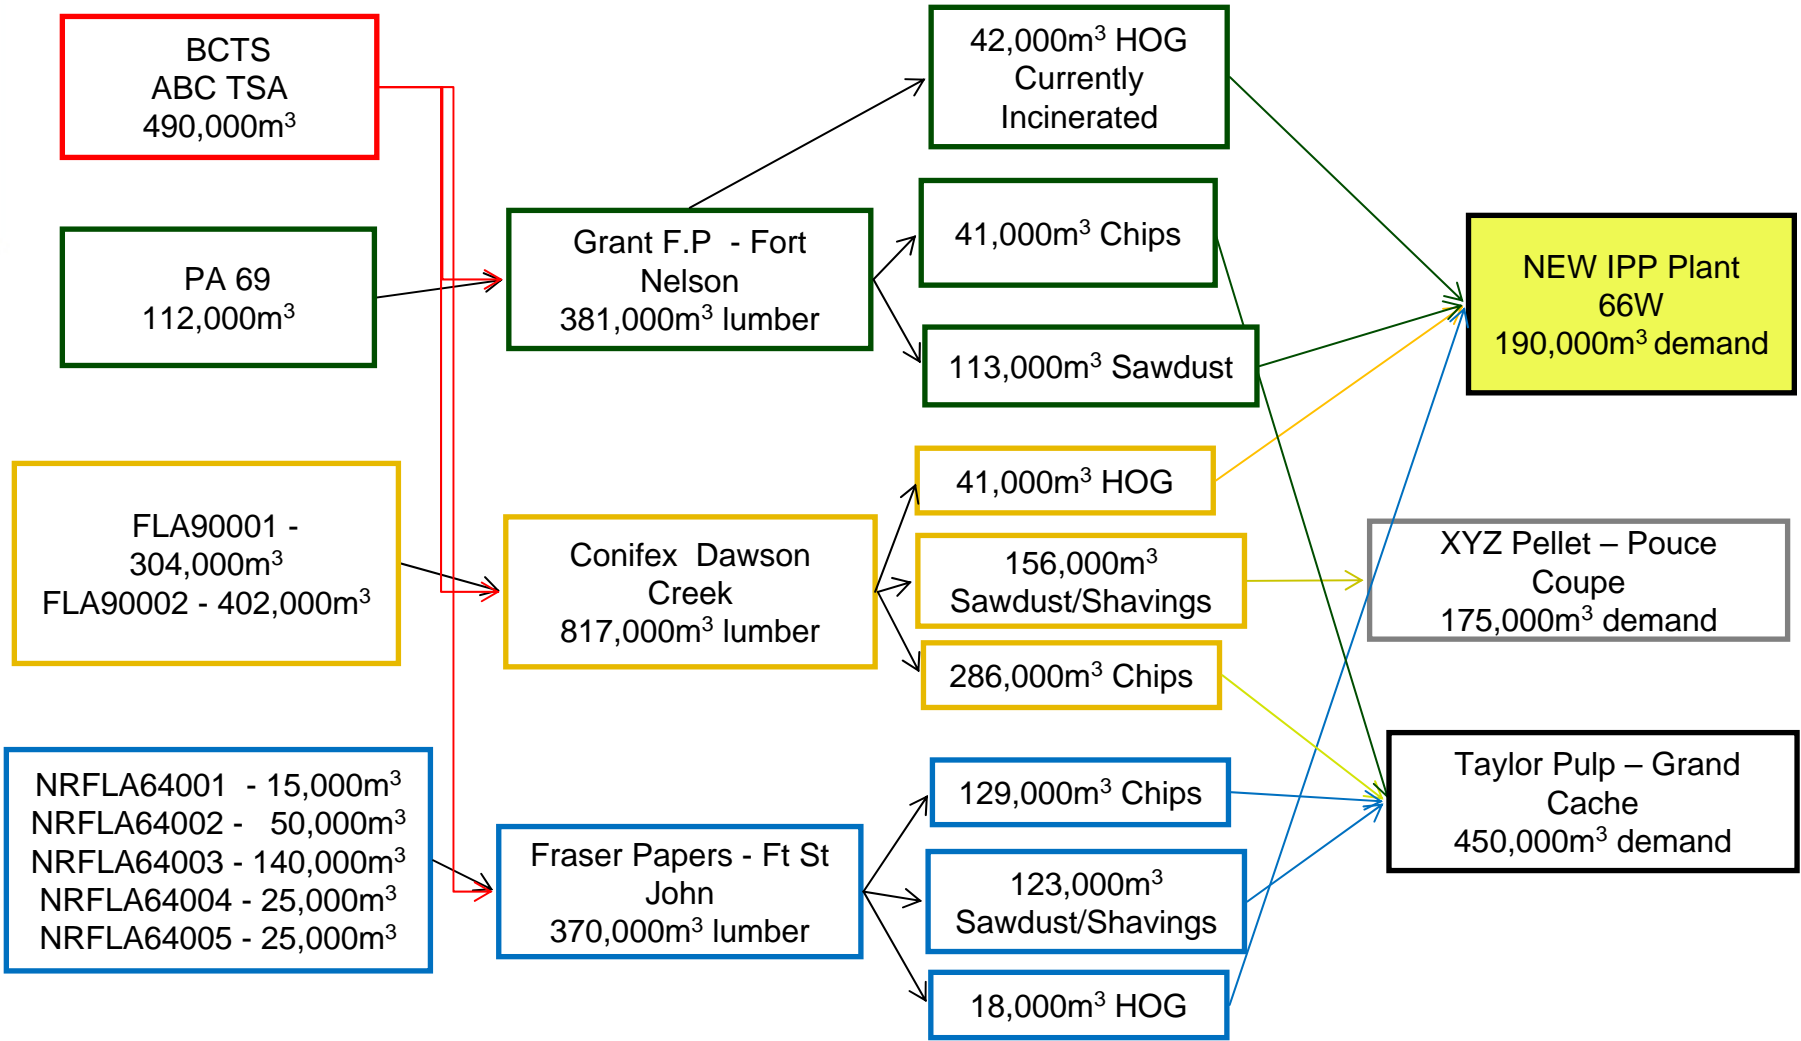 BCTS
ABC TSA
490,000m³
PA 69
112,000m³
FLA90001 -
304,000m³
FLA90002 - 402,000m³
NRFLA64001 - 15,000m³
NRFLA64002 - 50,000m³
NRFLA64003 - 140,000m³
NRFLA64004 - 25,000m³
NRFLA64005 - 25,000m³
Grant F.P - Fort
Nelson
381,000m³ lumber
Conifex Dawson
Creek
817,000m³ lumber
Fraser Papers - Ft St
John
370,000m³ lumber
42,000m³ HOG
Currently
Incinerated
41,000m³ Chips
113,000m³ Sawdust
41,000m³ HOG
156,000m³
Sawdust/Shavings
286,000m³ Chips
129,000m³ Chips
123,000m³
Sawdust/Shavings
18,000m³ HOG
NEW IPP Plant
66W
190,000m³ demand
XYZ Pellet – Pouce
Coupe
175,000m³ demand
Taylor Pulp – Grand
Cache
450,000m³ demand